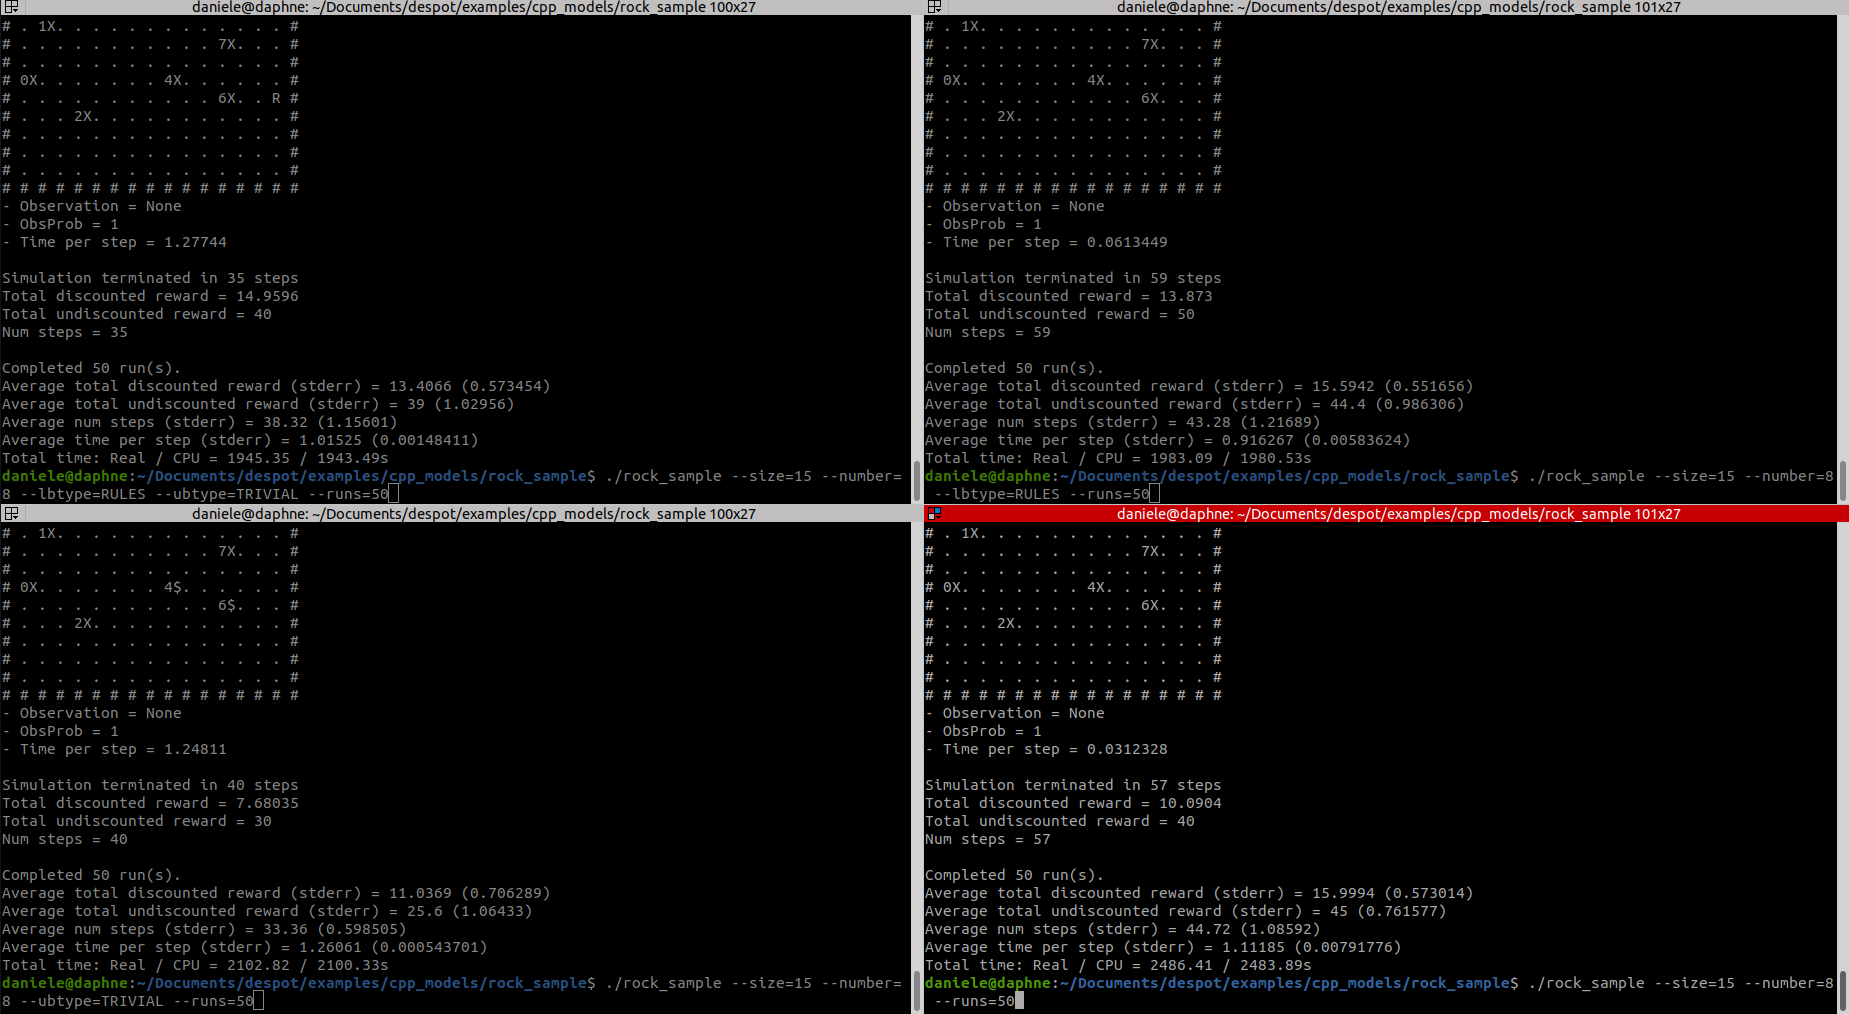 daniele@daphne: ~/Documents/despot/examples/cpp_models/rock_sample 100x27
# . 1X. . . . . . . . . . . . #
# . . . . . . . . . . . 7X. . . #
# . . . . . . . . . . . . . . . #
# 0X. . . . . . . 4X. . . . . . #
# . . . . . . . . . . . 6X. . R #
# . . . 2X. . . . . . . . . . . #
# . . . . . . . . . . . . . . . #
# . . . . . . . . . . . . . . . #
# . . . . . . . . . . . . . . . #
# # # # # # # # # # # # # # # # #
- Observation = None
- ObsProb = 1
- Time per step = 1.27744
Simulation terminated in 35 steps
Total discounted reward = 14.9596
Total undiscounted reward = 40
Num steps = 35
Completed 50 run(s).
Average total discounted reward (stderr) = 13.4066 (0.573454)
Average total undiscounted reward (stderr) = 39 (1.02956)
Average num steps (stderr) = 38.32 (1.15601)
Average time per step (stderr) = 1.01525 (0.00148411)
Total time: Real / CPU = 1945.35 / 1943.49s
daniele@daphne:~/Documents/despot/examples/cpp_models/rock_sample$ ./rock_sample --size=15 --number=
8 --lbtype=RULES --ubtype=TRIVIAL --runs=50
daniele@daphne: ~/Documents/despot/examples/cpp_models/rock_sample 101x27
# . 1X. . . . . . . . . . . . . #
# . . . . . . . . . . . 7X. . . #
# . . . . . . . . . . . . . . . #
# 0X. . . . . . . 4X. . . . . . #
# . . . . . . . . . . . 6X. . . #
# . . . 2X. . . . . . . . . . . #
# . . . . . . . . . . . . . . . #
# . . . . . . . . . . . . . . . #
# . . . . . . . . . . . . . . . #
# # # # # # # # # # # # # # # # #
- Observation = None
- ObsProb = 1
- Time per step = 0.0613449
Simulation terminated in 59 steps
Total discounted reward = 13.873
Total undiscounted reward = 50
Num steps = 59
Completed 50 run(s).
Average total discounted reward (stderr) = 15.5942 (0.551656)
Average total undiscounted reward (stderr) = 44.4 (0.986306)
Average num steps (stderr) = 43.28 (1.21689)
Average time per step (stderr) = 0.916267 (0.00583624)
Total time: Real / CPU = 1983.09 / 1980.53s
daniele@daphne:~/Documents/despot/examples/cpp_models/rock_sample$ ./rock_sample --size=15 --number=8
 --lbtype=RULES --runs=50
daniele@daphne: ~/Documents/despot/examples/cpp_models/rock_sample 100x27
# . 1X. . . . . . . . . . . . . #
# . . . . . . . . . . . 7X. . . #
# . . . . . . . . . . . . . . . #
# 0X. . . . . . . 4$. . . . . . #
# . . . . . . . . . . . 6$. . . #
# . . . 2X. . . . . . . . . . . #
# . . . . . . . . . . . . . . . #
# . . . . . . . . . . . . . . . #
# . . . . . . . . . . . . . . . #
# # # # # # # # # # # # # # # # #
- Observation = None
- ObsProb = 1
- Time per step = 1.24811
Simulation terminated in 40 steps
Total discounted reward = 7.68035
Total undiscounted reward = 30
Num steps = 40
Completed 50 run(s).
Average total discounted reward (stderr) = 11.0369 (0.706289)
Average total undiscounted reward (stderr) = 25.6 (1.06433)
Average num steps (stderr) = 33.36 (0.598505)
Average time per step (stderr) = 1.26061 (0.000543701)
Total time: Real / CPU = 2102.82 / 2100.33s
daniele@daphne:~/Documents/despot/examples/cpp_models/rock_sample$ ./rock_sample --size=15 --number=
8 --ubtype=TRIVIAL --runs=50
daniele@daphne: ~/Documents/despot/examples/cpp_models/rock_sample 101x27
# . 1X. . . . . . . . . . . . . #
# . . . . . . . . . . . 7X. . . #
# . . . . . . . . . . . . . . . #
# 0X. . . . . . . 4X. . . . . . #
# . . . . . . . . . . . 6X. . . #
# . . . 2X. . . . . . . . . . . #
# . . . . . . . . . . . . . . . #
# . . . . . . . . . . . . . . . #
# . . . . . . . . . . . . . . . #
# # # # # # # # # # # # # # # # #
- Observation = None
- ObsProb = 1
- Time per step = 0.0312328
Simulation terminated in 57 steps
Total discounted reward = 10.0904
Total undiscounted reward = 40
Num steps = 57
Completed 50 run(s).
Average total discounted reward (stderr) = 15.9994 (0.573014)
Average total undiscounted reward (stderr) = 45 (0.761577)
Average num steps (stderr) = 44.72 (1.08592)
Average time per step (stderr) = 1.11185 (0.00791776)
Total time: Real / CPU = 2486.41 / 2483.89s
daniele@daphne:~/Documents/despot/examples/cpp_models/rock_sample$ ./rock_sample --size=15 --number=8
 --runs=50